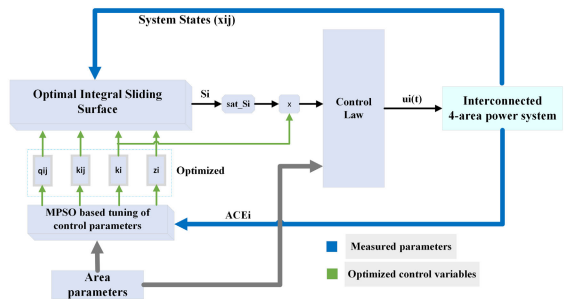 System States (xij)
Optimal Integral Sliding
Surface
Si
sat_Si
x
Control
Law
ui(t)
Interconnected
4-area power system
qij
kij
ki
zi
Optimized
MPSO based tuning of
control parameters
ACEi
Measured parameters
Optimized control variables
Area
parameters